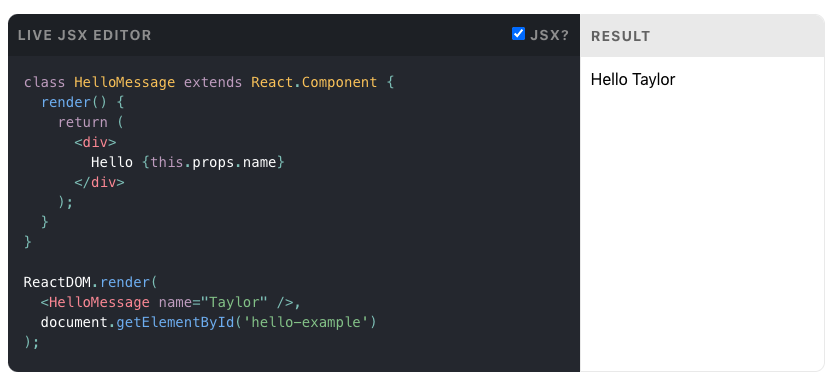 LIVE JSX EDITOR JSX? RESULT
class HelloMessage extends React.Component {
  render() {
    return (
      <div>
        Hello {this.props.name}
      </div>
    );
  }
}

ReactDOM.render(
  <HelloMessage name="Taylor" />,
  document.getElementById('hello-example')
);
Hello Taylor